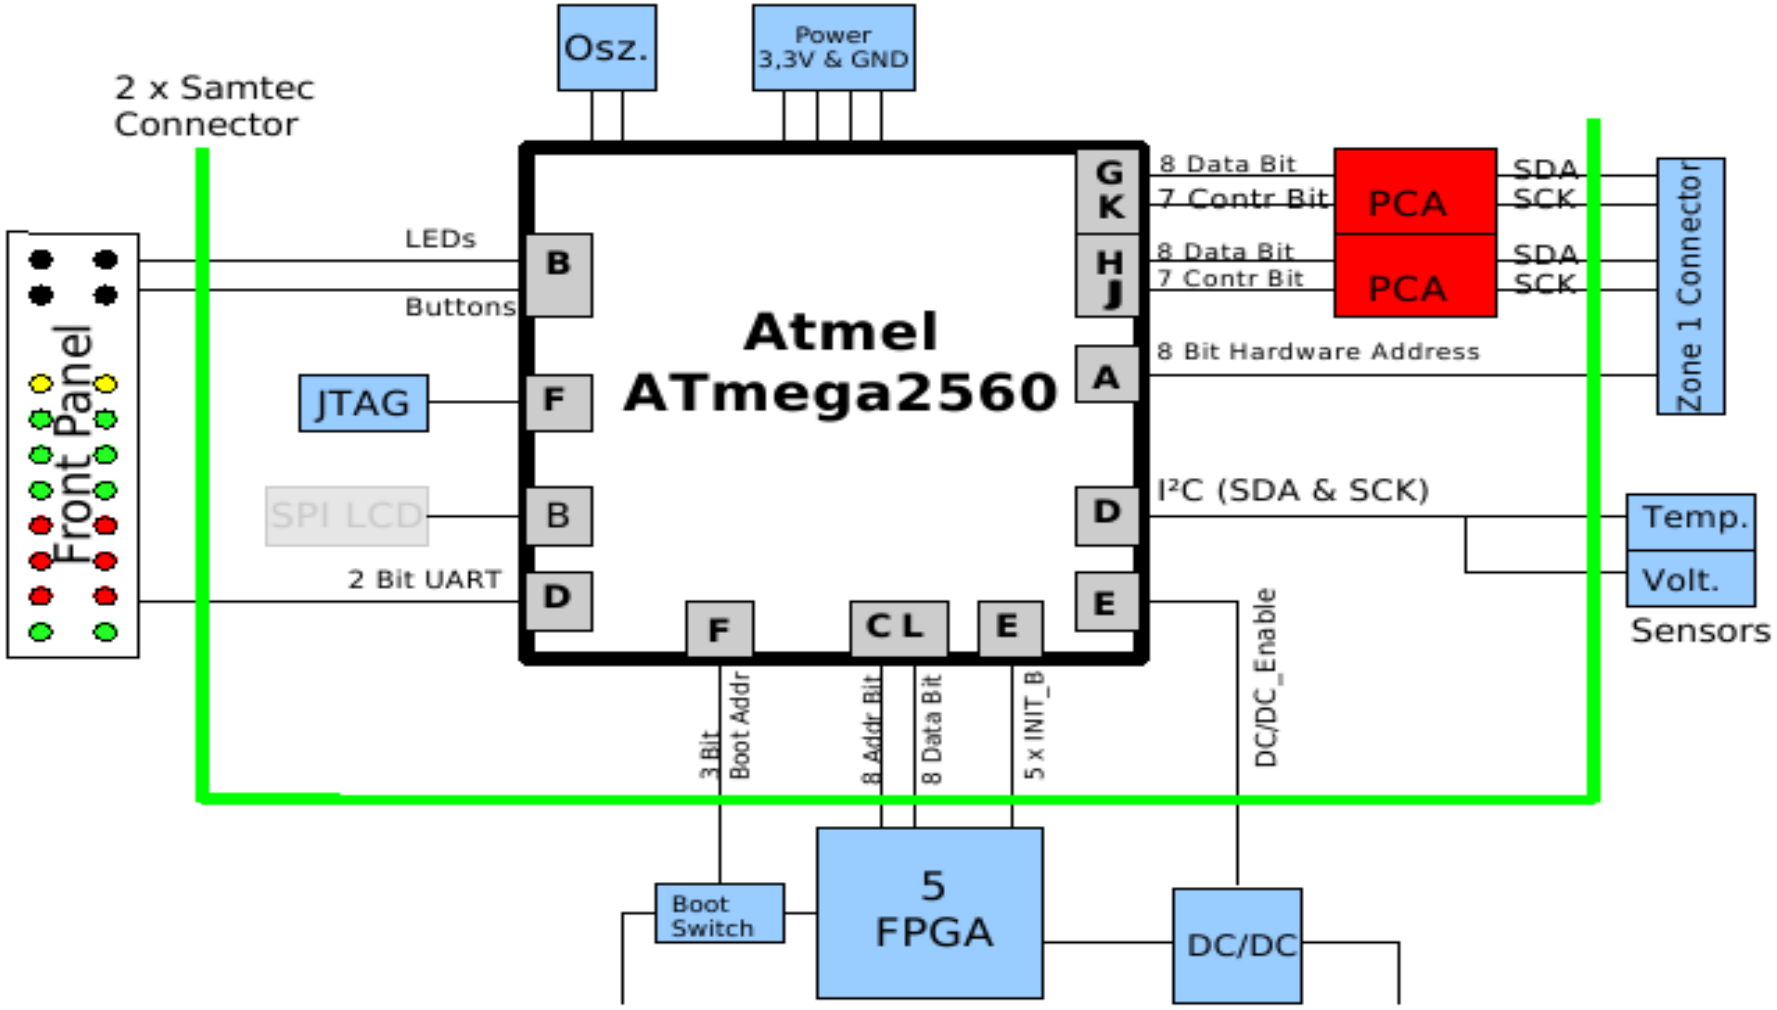 Osz.
Power
3,3V & GND
2 x Samtec
Connector
G
8 Data Bit
SDA
K
7 Contr Bit
PCA
SCK
LEDs
B
H
8 Data Bit
SDA
J
7 Contr Bit
PCA
SCK
Buttons
Zone 1 Connector
Atmel
ATmega2560
A
8 Bit Hardware Address
Front Panel
JTAG
F
SPI LCD
B
D
I²C (SDA & SCK)
Temp.
Volt.
Sensors
2 Bit UART
D
E
F
C L
E
3 Bit
Boot Addr
8 Addr Bit
8 Data Bit
5 x INIT_B
DC/DC_Enable
Boot
Switch
5
FPGA
DC/DC